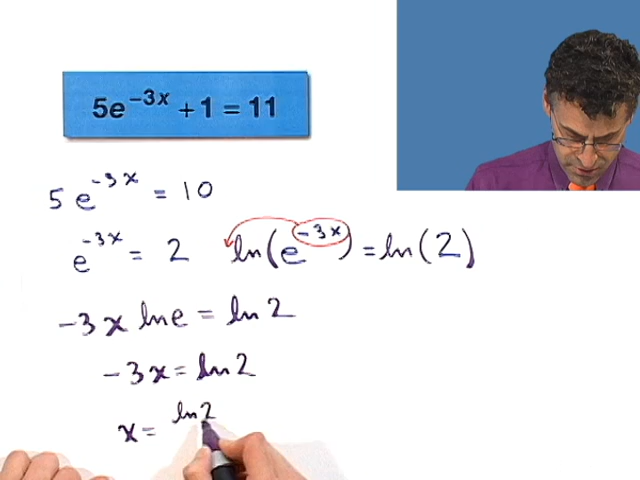 5e^{-3x} + 1 = 11
5 e^{-3x} = 10
e^{-3x} = 2 ln(e^{-3x}) = ln(2)
-3x ln e = ln 2
-3x = ln 2
x = ln 2